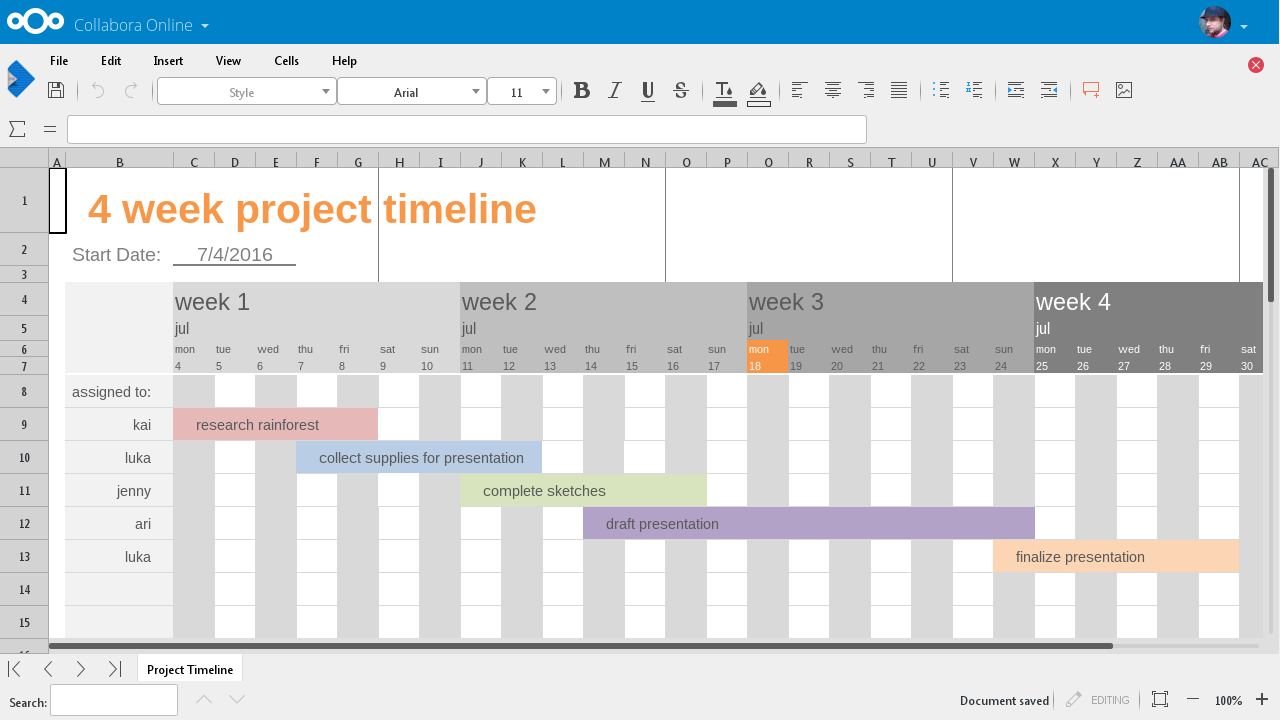 Collabora Online
File Edit Insert View Cells Help
Style Arial 11
A B C D E F G H I J K L M N O P Q R S T U V W X Y Z AA AB AC
1 4 week project timeline
2 Start Date: 7/4/2016
3
4 week 1 week 2 week 3 week 4
5 jul jul jul jul
6 mon tue wed thu fri sat sun mon tue wed thu fri sat sun mon tue wed thu fri sat sun mon tue wed thu fri sat
7 4 5 6 7 8 9 10 11 12 13 14 15 16 17 18 19 20 21 22 23 24 25 26 27 28 29 30
8 assigned to:
9 kai research rainforest
10 luka collect supplies for presentation
11 jenny complete sketches
12 ari draft presentation
13 luka finalize presentation
14
15
Project Timeline
Search: Document saved EDITING 100%